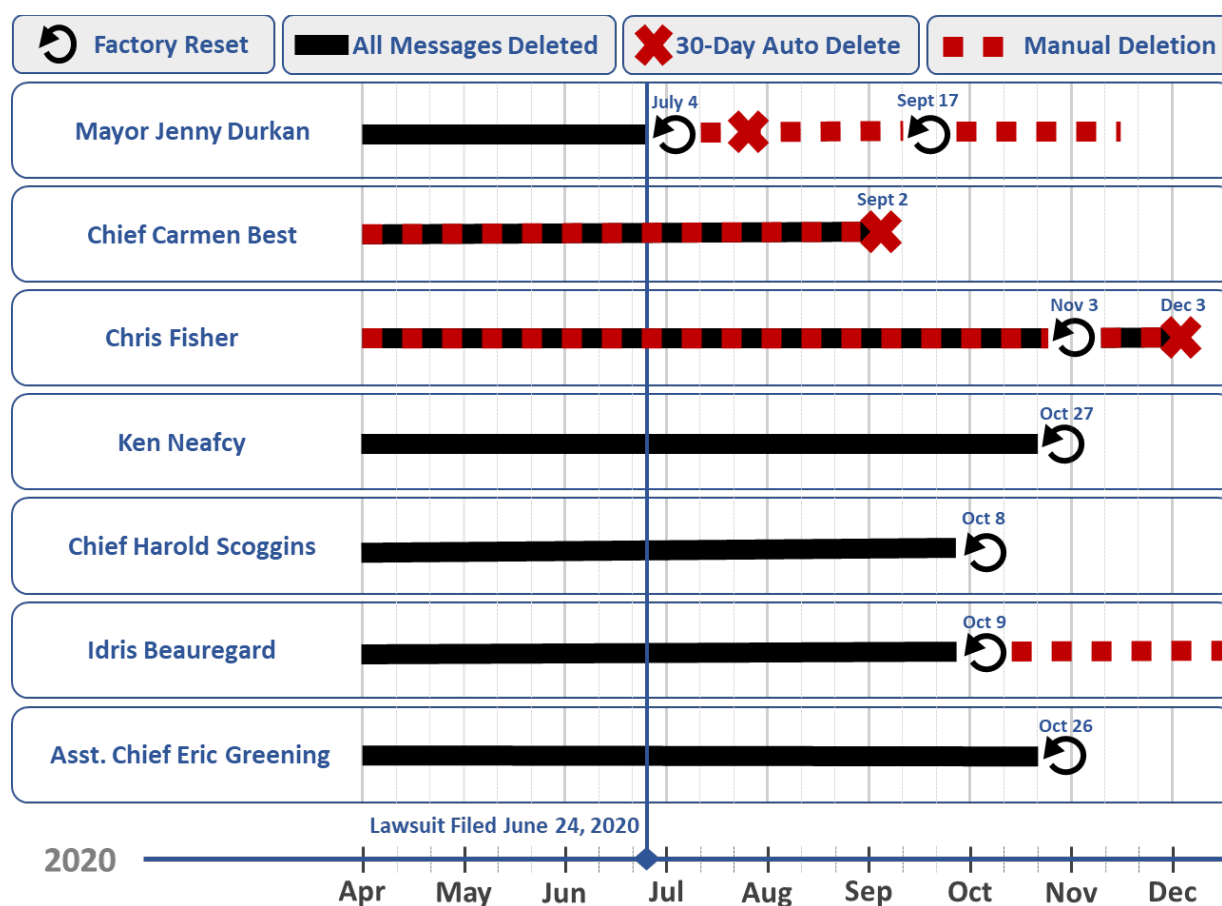 Factory Reset
All Messages Deleted
30-Day Auto Delete
Manual Deletion
Mayor Jenny Durkan
July 4
Sept 17
Chief Carmen Best
Sept 2
Chris Fisher
Nov 3
Dec 3
Ken Neafcy
Oct 27
Chief Harold Scoggins
Oct 8
Idris Beauregard
Oct 9
Asst. Chief Eric Greening
Oct 26
Lawsuit Filed June 24, 2020
2020
Apr May Jun Jul Aug Sep Oct Nov Dec